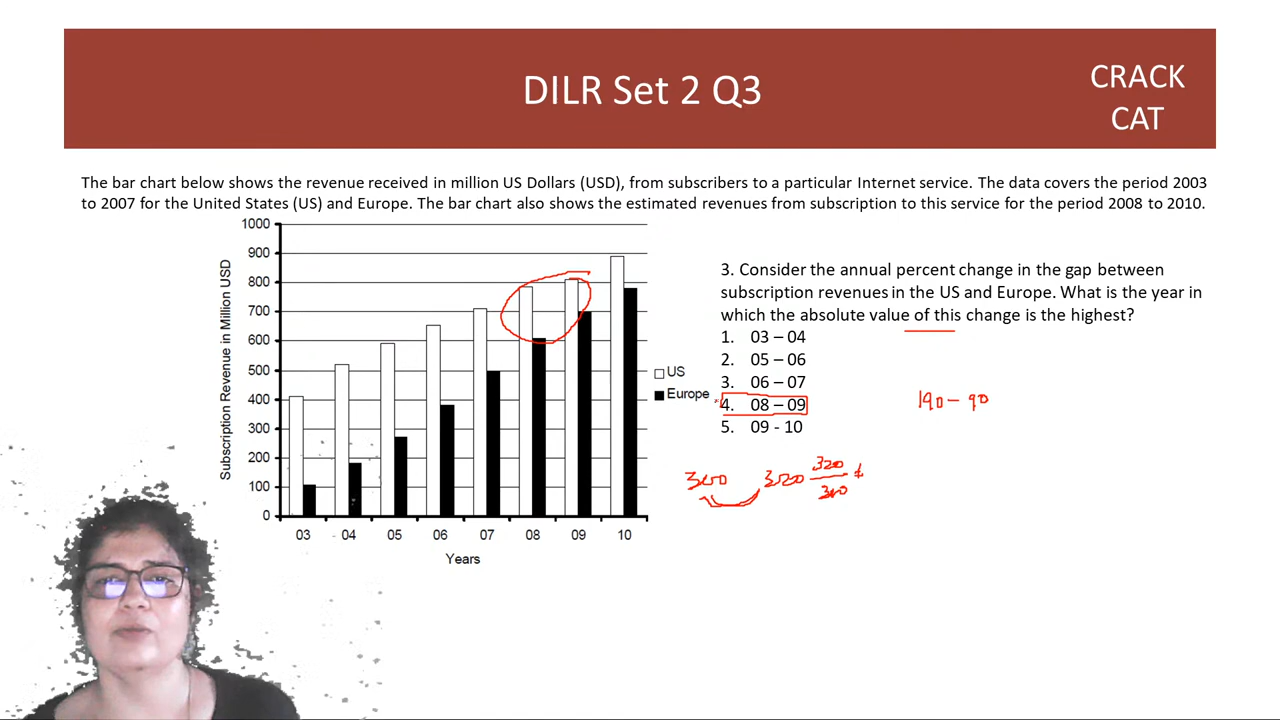 DILR Set 2 Q3
CRACK
CAT
The bar chart below shows the revenue received in million US Dollars (USD), from subscribers to a particular Internet service. The data covers the period 2003
to 2007 for the United States (US) and Europe. The bar chart also shows the estimated revenues from subscription to this service for the period 2008 to 2010.
Subscription Revenue in Million USD
1000
900
800
700
600
500
400
300
200
100
0
03 04 05 06 07 08 09 10
Years
US
Europe
3. Consider the annual percent change in the gap between
subscription revenues in the US and Europe. What is the year in
which the absolute value of this change is the highest?
1. 03 – 04
2. 05 – 06
3. 06 – 07
4. 08 – 09
5. 09 - 10
190 – 90
300 320 320
300